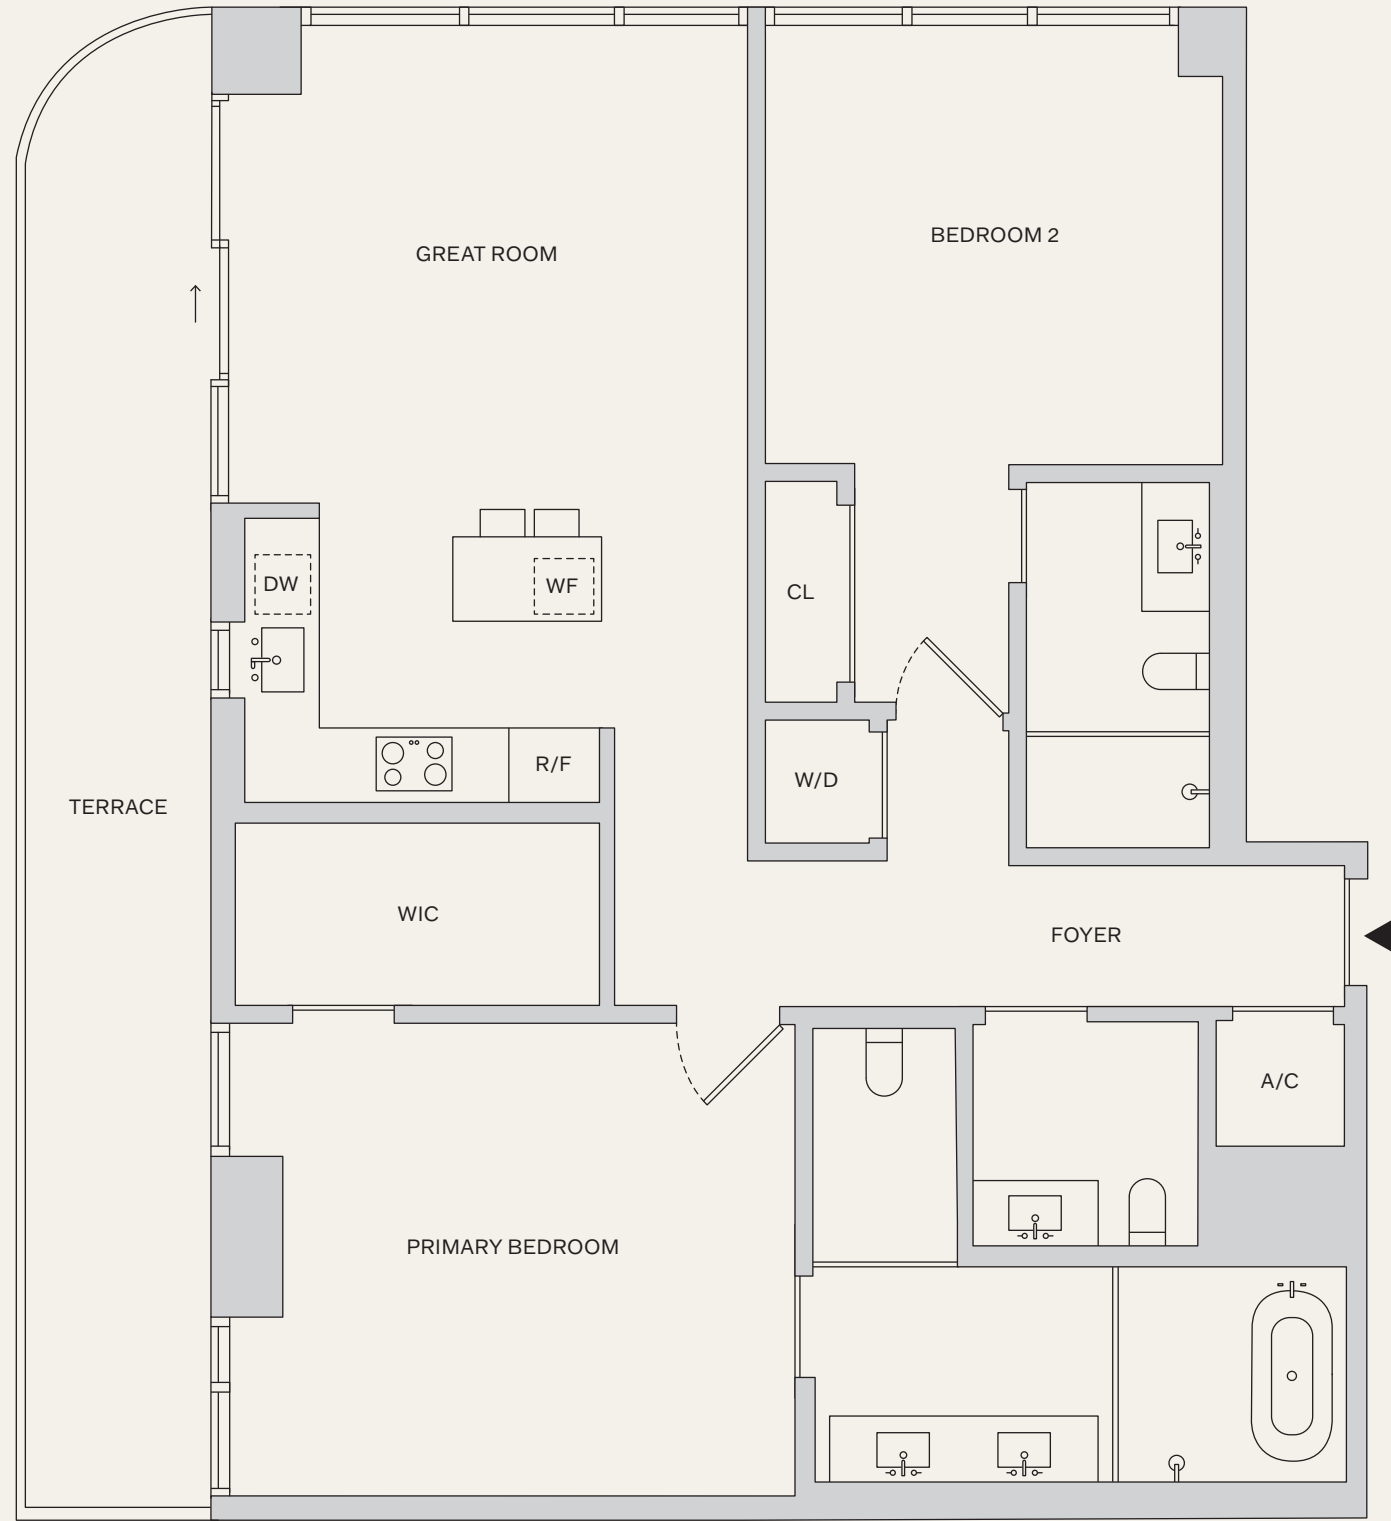 BEDROOM 2
GREAT ROOM
DW
WF
CL
R/F
W/D
TERRACE
WIC
FOYER
A/C
PRIMARY BEDROOM